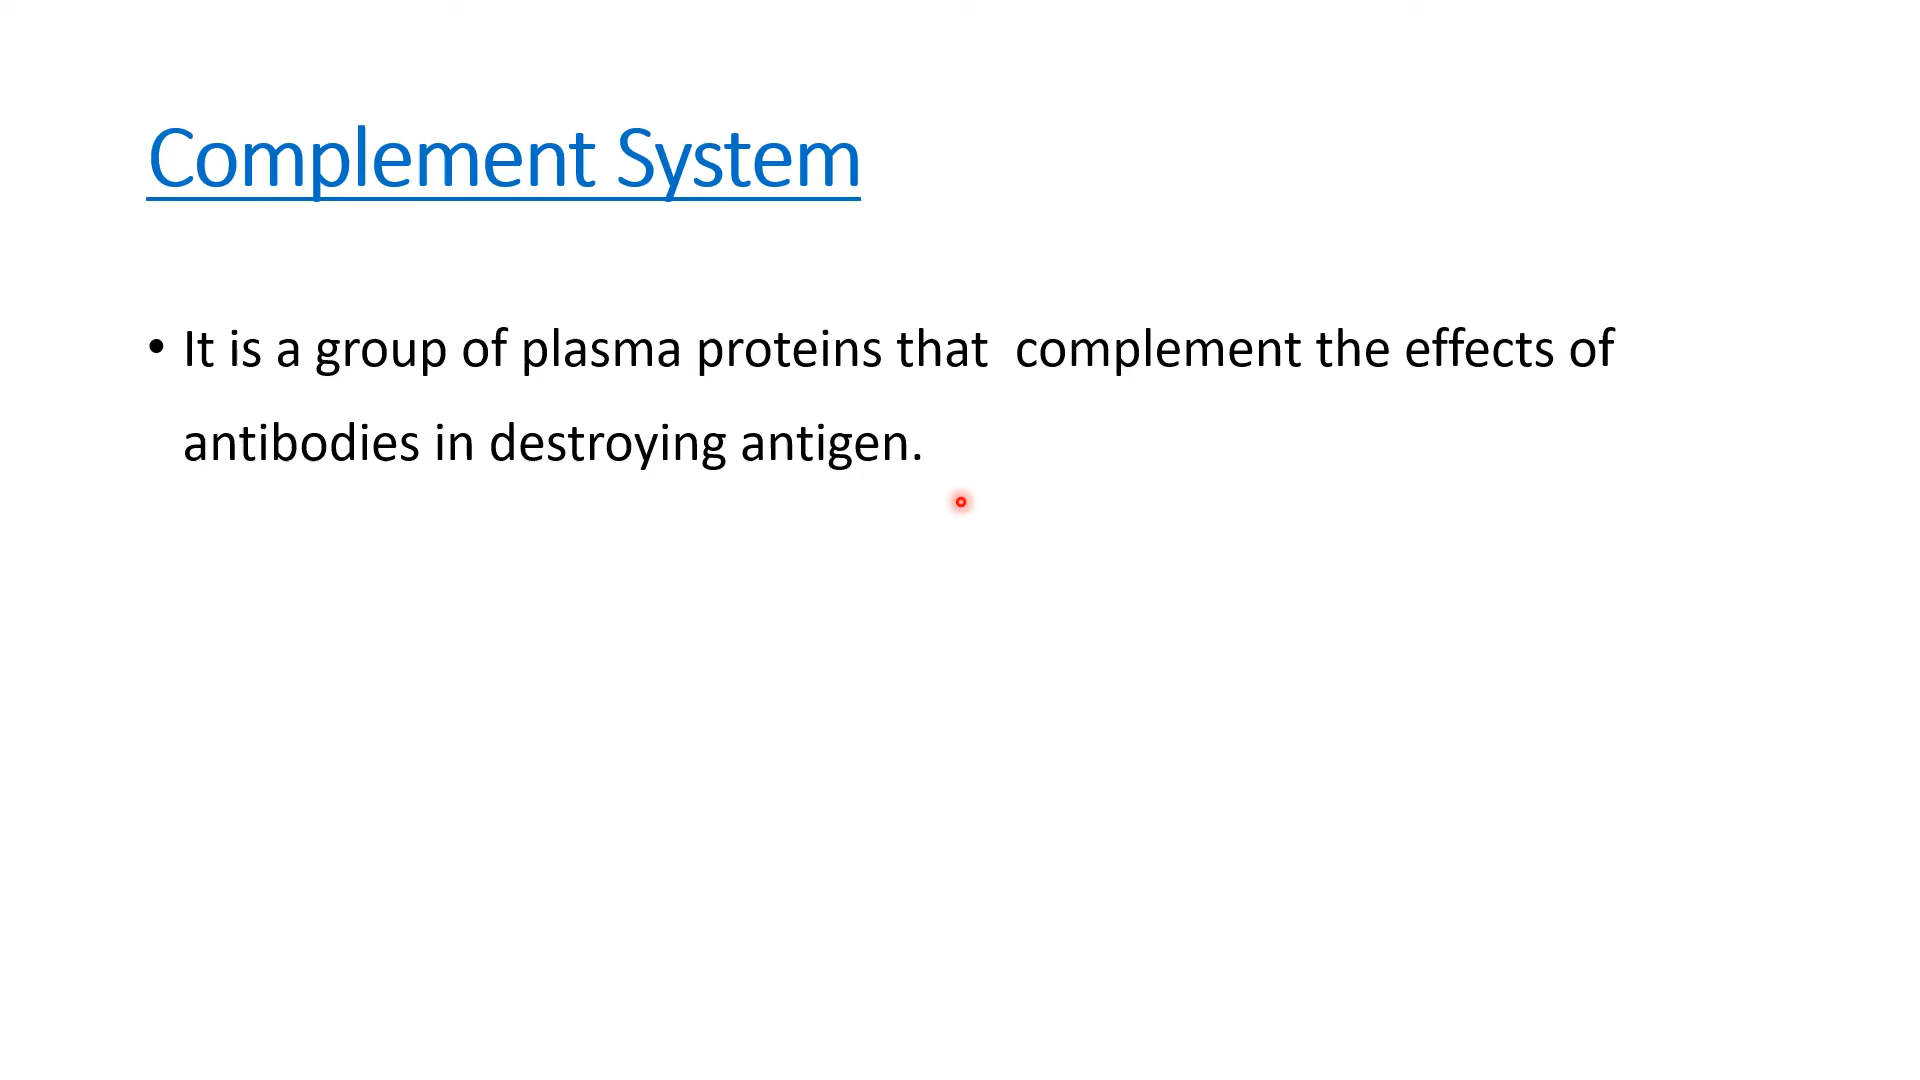 Complement System
• It is a group of plasma proteins that  complement the effects of
antibodies in destroying antigen.